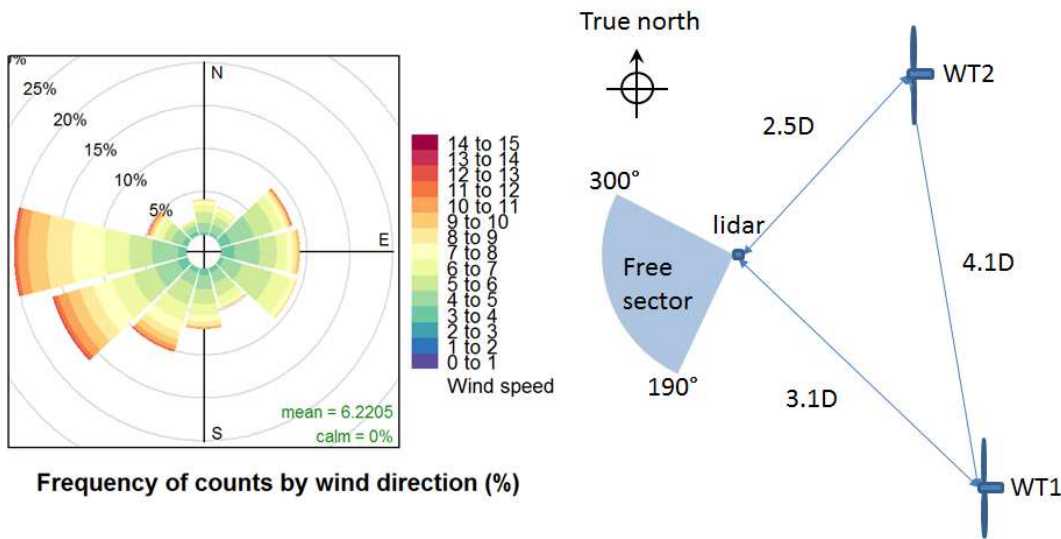 True north
WT2
2.5D
300°
lidar
Free
sector
4.1D
190°
3.1D
WT1
N
25%
20%
15%
10%
5%
E
S
14 to 15
13 to 14
12 to 13
11 to 12
10 to 11
9 to 10
8 to 9
7 to 8
6 to 7
5 to 6
4 to 5
3 to 4
2 to 3
1 to 2
0 to 1
Wind speed
mean = 6.2205
calm = 0%
Frequency of counts by wind direction (%)